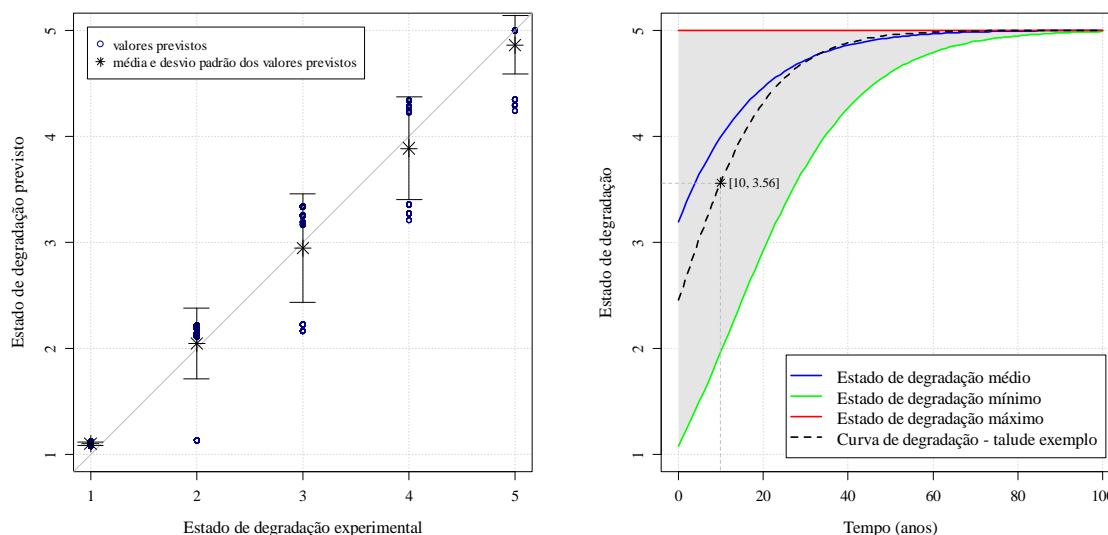 valores previstos
média e desvio padrão dos valores previstos
Estado de degradação previsto
5
4
3
2
1
1 2 3 4 5
Estado de degradação experimental
Estado de degradação
5
4
3
2
1
[10, 3.56]
Estado de degradação médio
Estado de degradação mínimo
Estado de degradação máximo
Curva de degradação - talude exemplo
0 20 40 60 80 100
Tempo (anos)